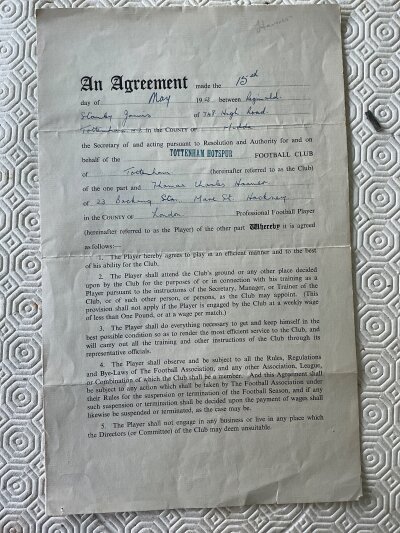 An Agreement made the 15th
day of May 19 between Reginald
Stanley Jarvis of 748 High Road
Tottenham in the COUNTY OF Middx
the Secretary of and acting pursuant to Resolution and Authority for and on
behalf of the TOTTENHAM HOTSPUR FOOTBALL CLUB
of Tottenham (hereinafter referred to as the Club)
of the one part and Thomas Charles Harmer
of 23 Mare St. Hackney
in the COUNTY OF London Professional Football Player
(hereinafter referred to as the Player) of the other part Whereby it is agreed
as follows:—
1. The Player hereby agrees to play in an efficient manner and to the best
of his ability for the Club.
2. The Player shall attend the Club's ground or any other place decided
upon by the Club for the purposes of or in connection with his training as a
Player pursuant to the instructions of the Secretary, Manager, or Trainer of the
Club, or of such other person, or persons, as the Club may appoint. (This
provision shall not apply if the Player is engaged by the Club at a weekly wage
of less than One Pound, or at a wage per match.)
3. The Player shall do everything necessary to get and keep himself in the
best possible condition so as to render the most efficient service to the Club, and
will carry out all the training and other instructions of the Club through its
representative officials.
4. The Player shall observe and be subject to all the Rules, Regulations
and Bye-Laws of The Football Association, and any other Association, League,
or Combination of which the Club shall be a member. And this Agreement shall
be subject to any action which shall be taken by The Football Association under
their Rules for the suspension or termination of the Football Season, and if any
such suspension or termination shall be decided upon the payment of wages shall
likewise be suspended or terminated, as the case may be.
5. The Player shall not engage in any business or live in any place which
the Directors (or Committee) of the Club may deem unsuitable.